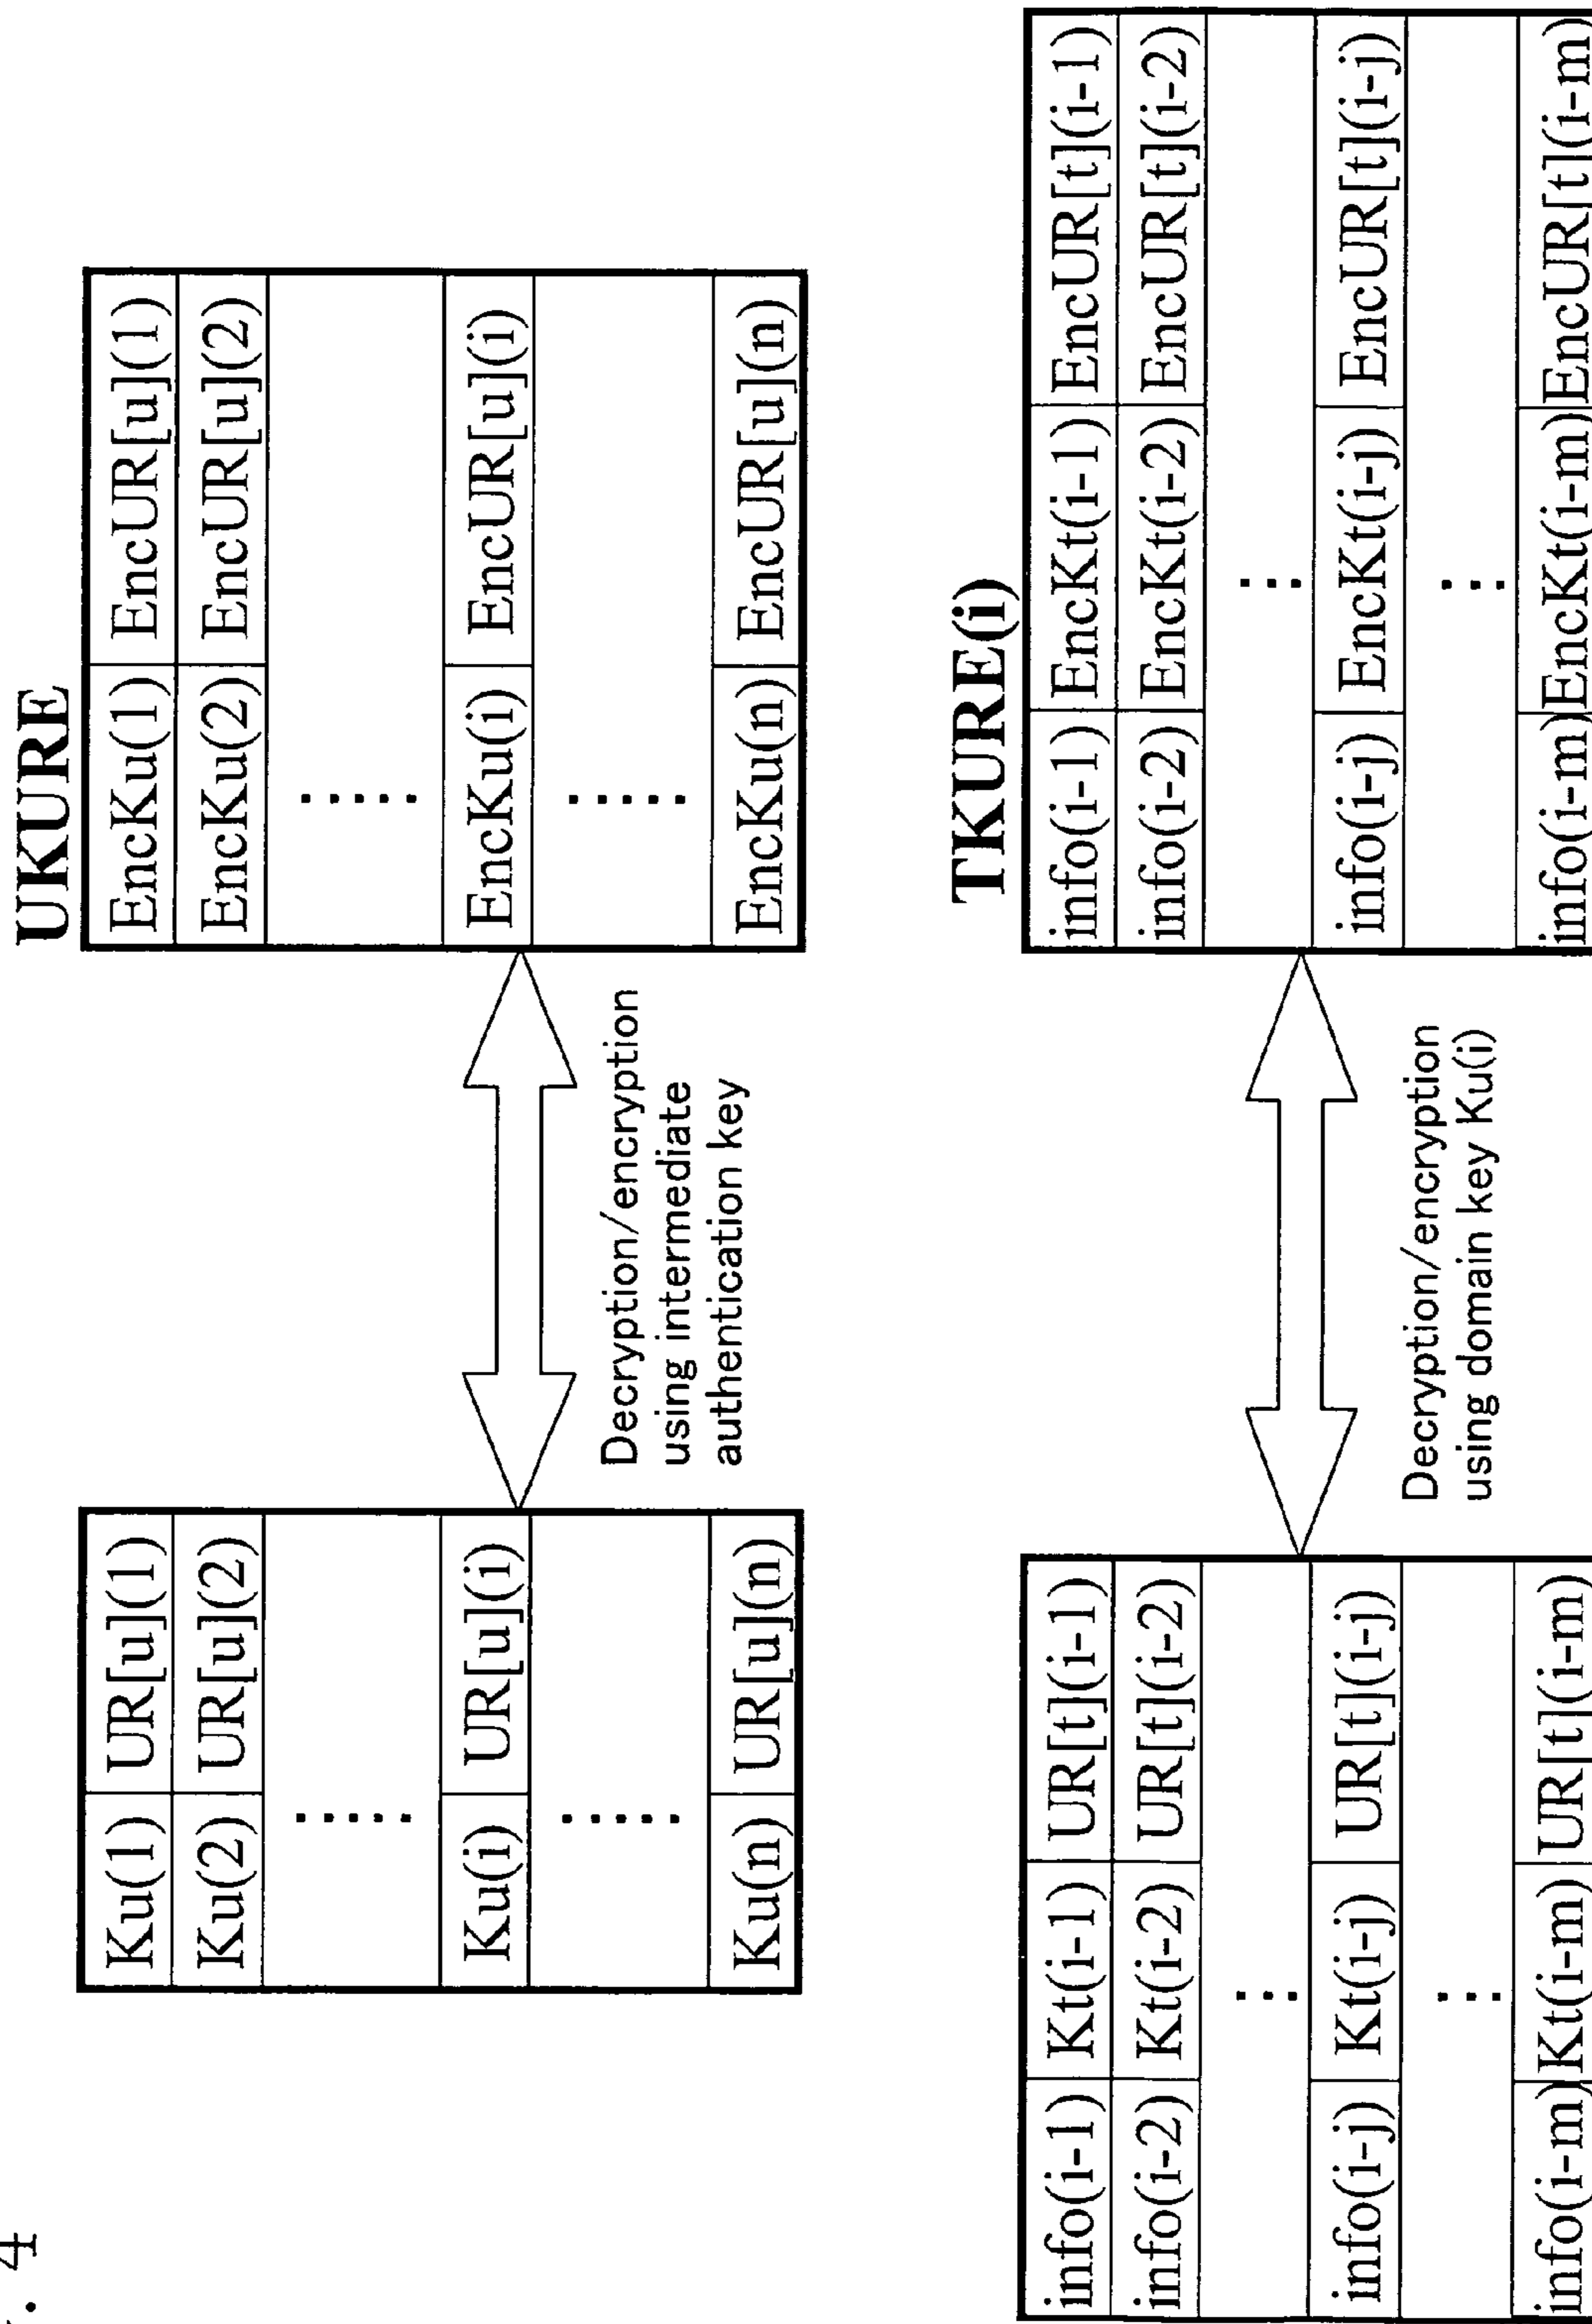 . 4
UKURE
Ku(1) UR[u](1)
Ku(2) UR[u](2)
.....
Ku(i) UR[u](i)
.....
Ku(n) UR[u](n)
Decryption/encryption
using intermediate
authentication key
EncKu(1) EncUR[u](1)
EncKu(2) EncUR[u](2)
.....
EncKu(i) EncUR[u](i)
.....
EncKu(n) EncUR[u](n)
TKURE(i)
info(i-1) Kt(i-1) UR[t](i-1)
info(i-2) Kt(i-2) UR[t](i-2)
...
info(i-j) Kt(i-j) UR[t](i-j)
...
info(i-m) Kt(i-m) UR[t](i-m)
Decryption/encryption
using domain key Ku(i)
info(i-1) EncKt(i-1) EncUR[t](i-1)
info(i-2) EncKt(i-2) EncUR[t](i-2)
...
info(i-j) EncKt(i-j) EncUR[t](i-j)
...
info(i-m) EncKt(i-m) EncUR[t](i-m)